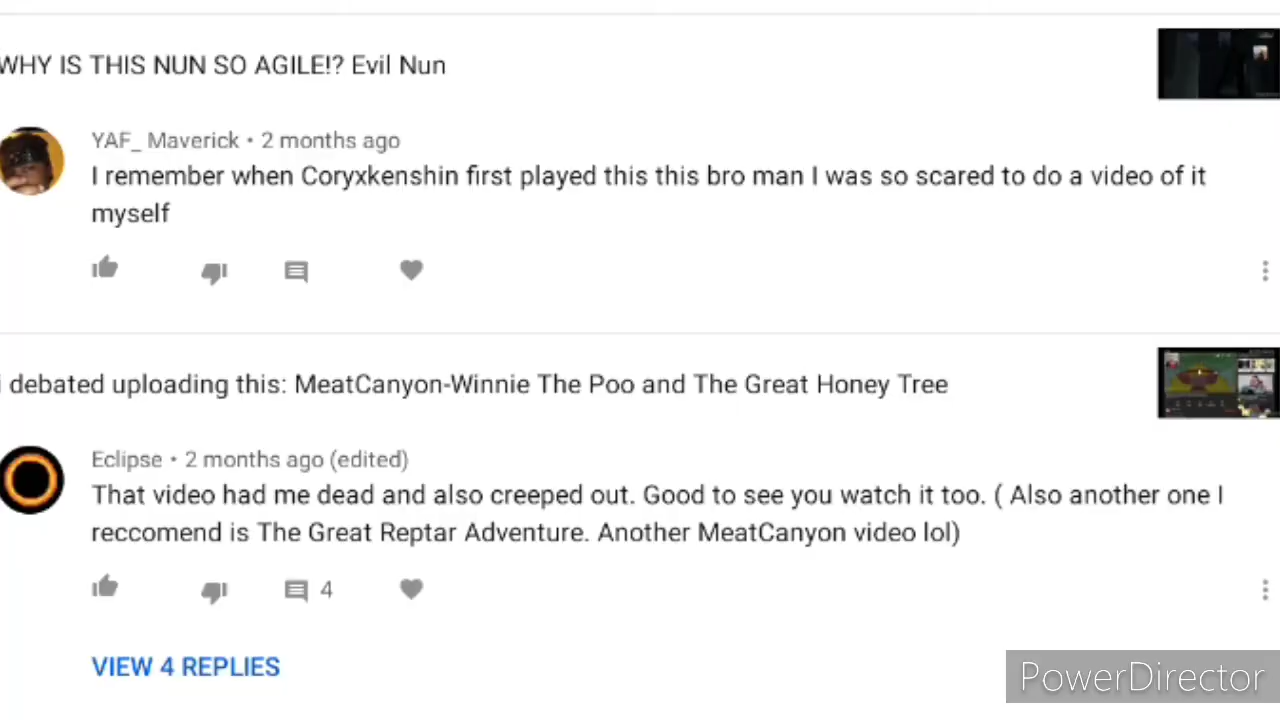 WHY IS THIS NUN SO AGILE!? Evil Nun
YAF_ Maverick • 2 months ago
I remember when Coryxkenshin first played this this bro man I was so scared to do a video of it
myself
i debated uploading this: MeatCanyon-Winnie The Poo and The Great Honey Tree
Eclipse • 2 months ago (edited)
That video had me dead and also creeped out. Good to see you watch it too. ( Also another one I
reccomend is The Great Reptar Adventure. Another MeatCanyon video lol)
4
VIEW 4 REPLIES
PowerDirector